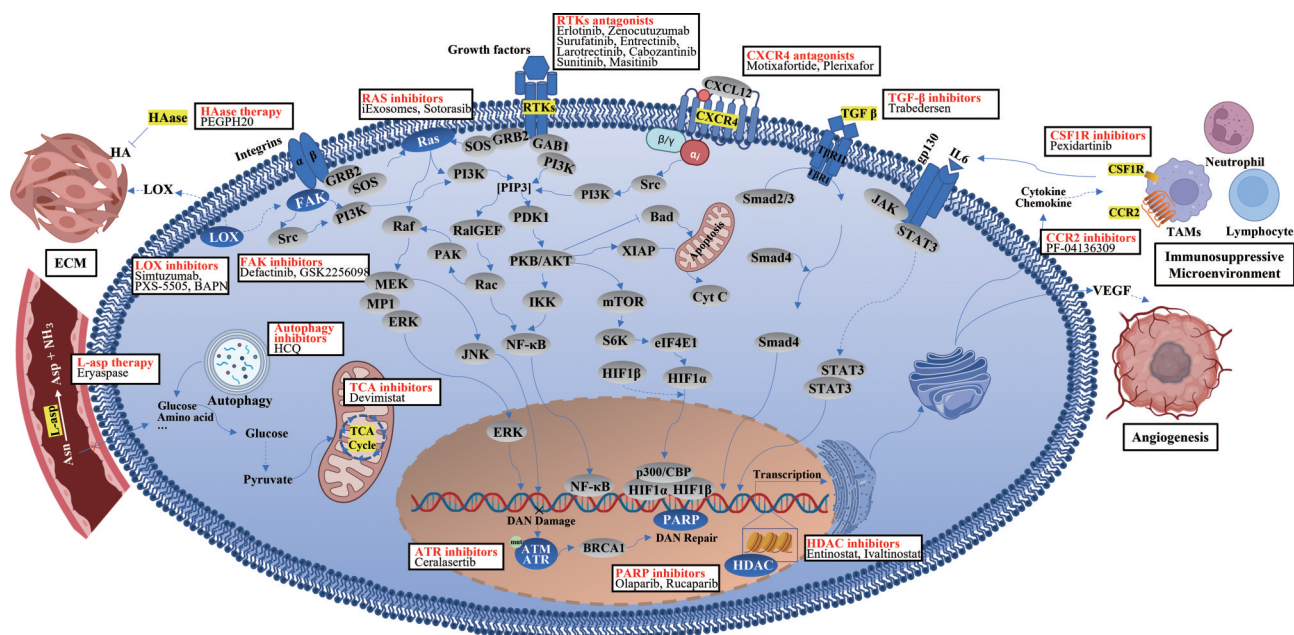 RTKs antagonists
Erlotinib, Zenocutuzumab
Surufatinib, Entrectinib,
Larotrectinib, Cabozantinib
Sunitinib, Masitinib
Growth factors
RTKs
CXCR4 antagonists
Motixafortide, Plerixafor
CXCL12
CXCR4
β/γ
αi
TGF-β inhibitors
Trabedersen
TGF β
TβRII
TβRI
gp130
IL6
CSF1R inhibitors
Pexidartinib
Neutrophil
CSF1R
Cytokine
Chemokine
CCR2
TAMs
Lymphocyte
CCR2 inhibitors
PF-04136309
Immunosuppressive
Microenvironment
HAase
HAase therapy
PEGPH20
RAS inhibitors
iExosomes, Sotorasib
HA
Integrins
α β
GRB2
SOS
FAK
PI3K
Src
LOX
LOX
ECM
LOX inhibitors
Simtuzumab,
PXS-5505, BAPN
FAK inhibitors
Defactinib, GSK2256098
Ras
SOS
GRB2
GAB1
PI3K
PI3K
[PIP3]
PI3K
Src
Raf
RalGEF
PDK1
Bad
PAK
PKB/AKT
XIAP
Apoptosis
MEK
Rac
MP1
IKK
mTOR
Cyt C
ERK
JNK
NF-κB
S6K
eIF4E1
HIF1β
HIF1α
Smad2/3
Smad4
Smad4
JAK
STAT3
STAT3
STAT3
VEGF
Angiogenesis
L-asp therapy
Eryaspase
Asp + NH3
L-asp
Asn
Autophagy
inhibitors
HCQ
Autophagy
Glucose
Amino acid
...
Glucose
Pyruvate
TCA inhibitors
Devimistat
TCA
Cycle
ERK
NF-κB
p300/CBP
HIF1α
HIF1β
Transcription
DAN Damage
PARP
DAN Repair
ATR inhibitors
Ceralasertib
mut
ATM
ATR
BRCA1
PARP inhibitors
Olaparib, Rucaparib
HDAC
HDAC inhibitors
Entinostat, Ivaltinostat